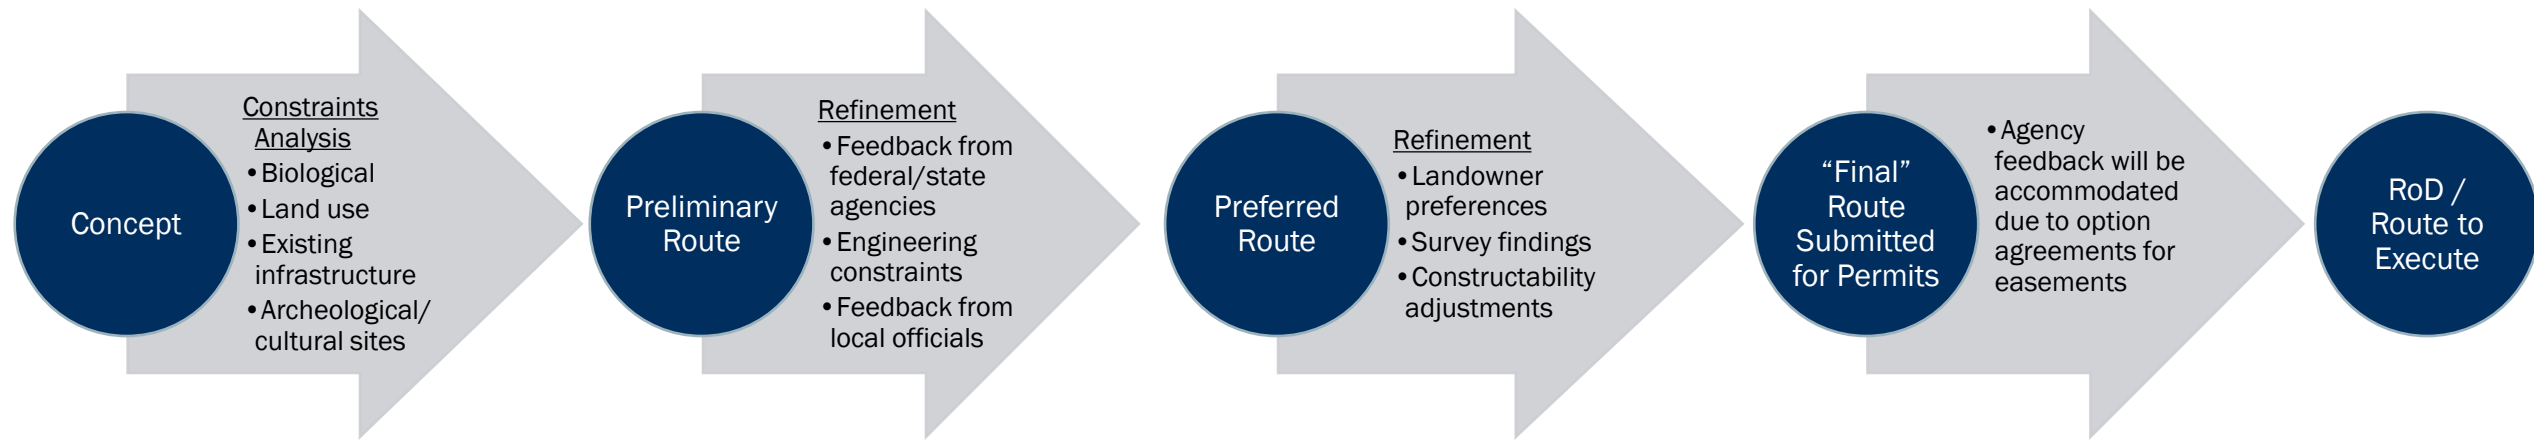 Concept
Constraints
Analysis
•Biological
•Land use
•Existing
infrastructure
•Archeological/
cultural sites
Preliminary
Route
Refinement
•Feedback from
federal/state
agencies
•Engineering
constraints
•Feedback from
local officials
Preferred
Route
Refinement
•Landowner
preferences
•Survey findings
•Constructability
adjustments
“Final”
Route
Submitted
for Permits
•Agency
feedback will be
accommodated
due to option
agreements for
easements
RoD /
Route to
Execute